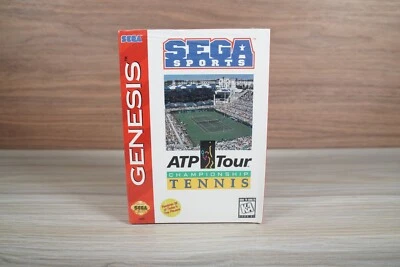 SEGA
GENESIS
SEGA
SPORTS
ATP Tour
CHAMPIONSHIP
TENNIS
SEGA
K-A